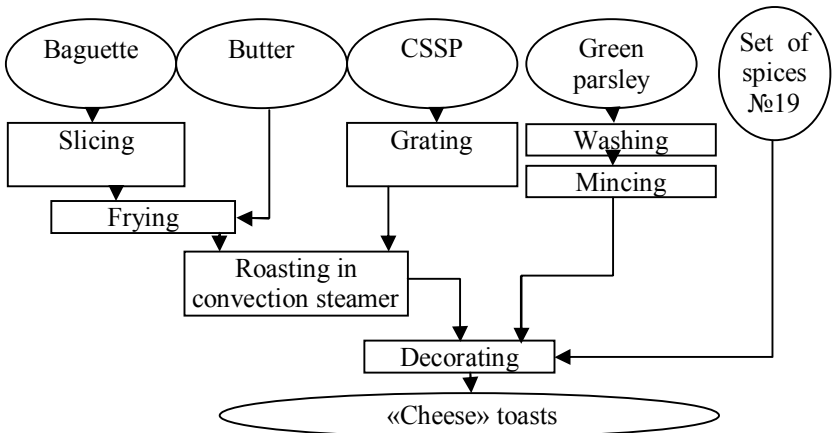 Baguette
Butter
CSSP
Green
parsley
Set of
spices
№19
Slicing
Grating
Washing
Mincing
Frying
Roasting in
convection steamer
Decorating
«Cheese» toasts